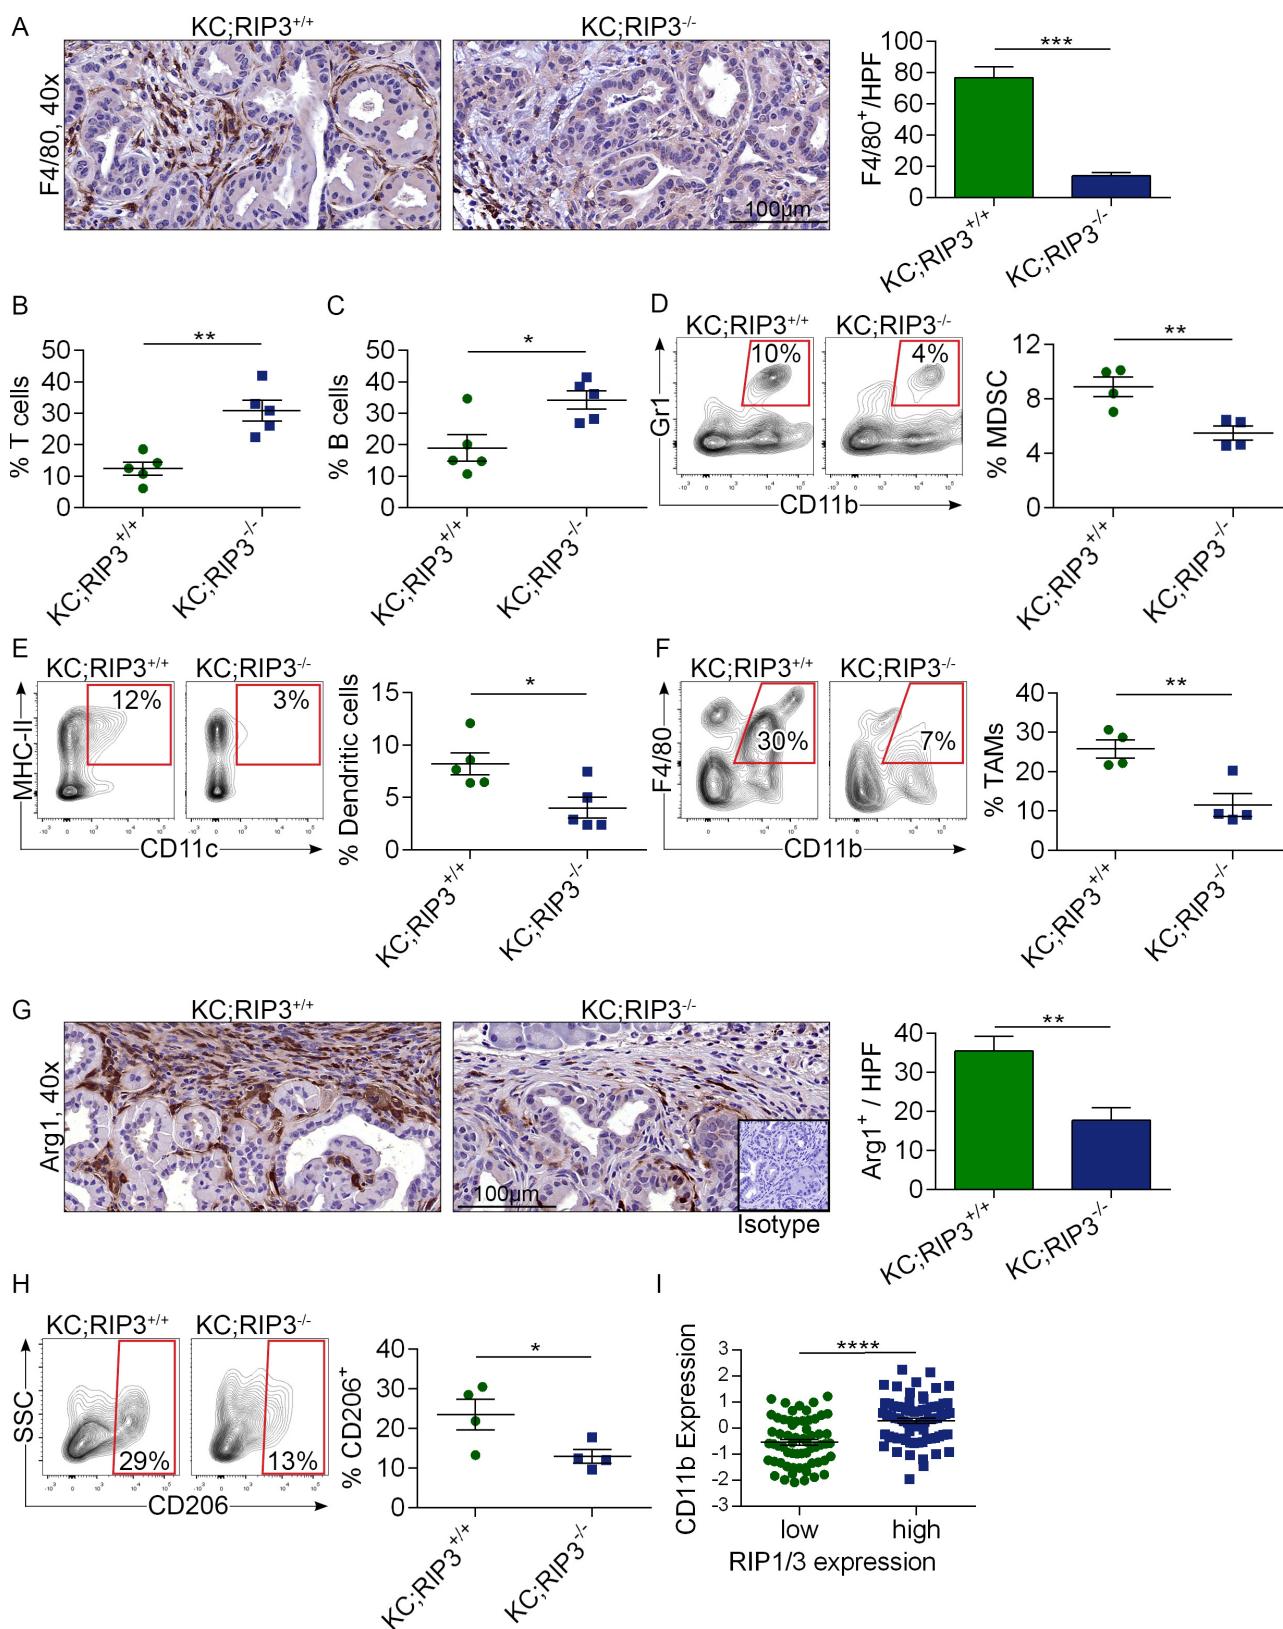 A
KC;RIP3+/+
KC;RIP3-/-
F4/80, 40x
100µm
F4/80+/HPF
100
80
60
40
20
0
***
KC;RIP3+/+
KC;RIP3-/-
B
% T cells
50
40
30
20
10
0
**
KC;RIP3+/+
KC;RIP3-/-
C
% B cells
50
40
30
20
10
0
*
KC;RIP3+/+
KC;RIP3-/-
D
KC;RIP3+/+
KC;RIP3-/-
10%
4%
Gr1
CD11b
% MDSC
12
8
4
0
**
KC;RIP3+/+
KC;RIP3-/-
E
KC;RIP3+/+
KC;RIP3-/-
12%
3%
MHC-II
CD11c
% Dendritic cells
15
10
5
0
*
KC;RIP3+/+
KC;RIP3-/-
F
KC;RIP3+/+
KC;RIP3-/-
30%
7%
F4/80
CD11b
% TAMs
40
30
20
10
0
**
KC;RIP3+/+
KC;RIP3-/-
G
KC;RIP3+/+
KC;RIP3-/-
Arg1, 40x
100µm
Isotype
Arg1+ / HPF
40
30
20
10
0
**
KC;RIP3+/+
KC;RIP3-/-
H
KC;RIP3+/+
KC;RIP3-/-
29%
13%
SSC
CD206
% CD206+
40
30
20
10
0
*
KC;RIP3+/+
KC;RIP3-/-
I
CD11b Expression
3
2
1
0
-1
-2
-3
****
low
high
RIP1/3 expression